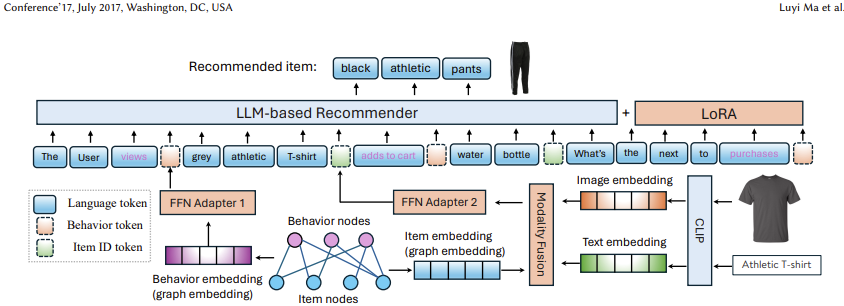 Conference'17, July 2017, Washington, DC, USA
Luyi Ma et al.
Recommended item: black athletic pants
LLM-based Recommender + LoRA
The User views grey athletic T-shirt adds to cart water bottle What's the next to purchases
Language token
Behavior token
Item ID token
FFN Adapter 1
FFN Adapter 2
Behavior nodes
Item nodes
Behavior embedding
(graph embedding)
Item embedding
(graph embedding)
Modality Fusion
Image embedding
Text embedding
CLIP
Athletic T-shirt